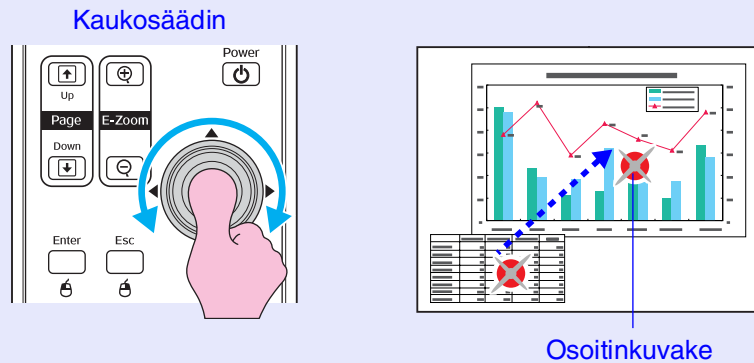 Kaukosäädin
Power
Up
Page
E-Zoom
Down
Enter
Esc
Osoitinkuvake